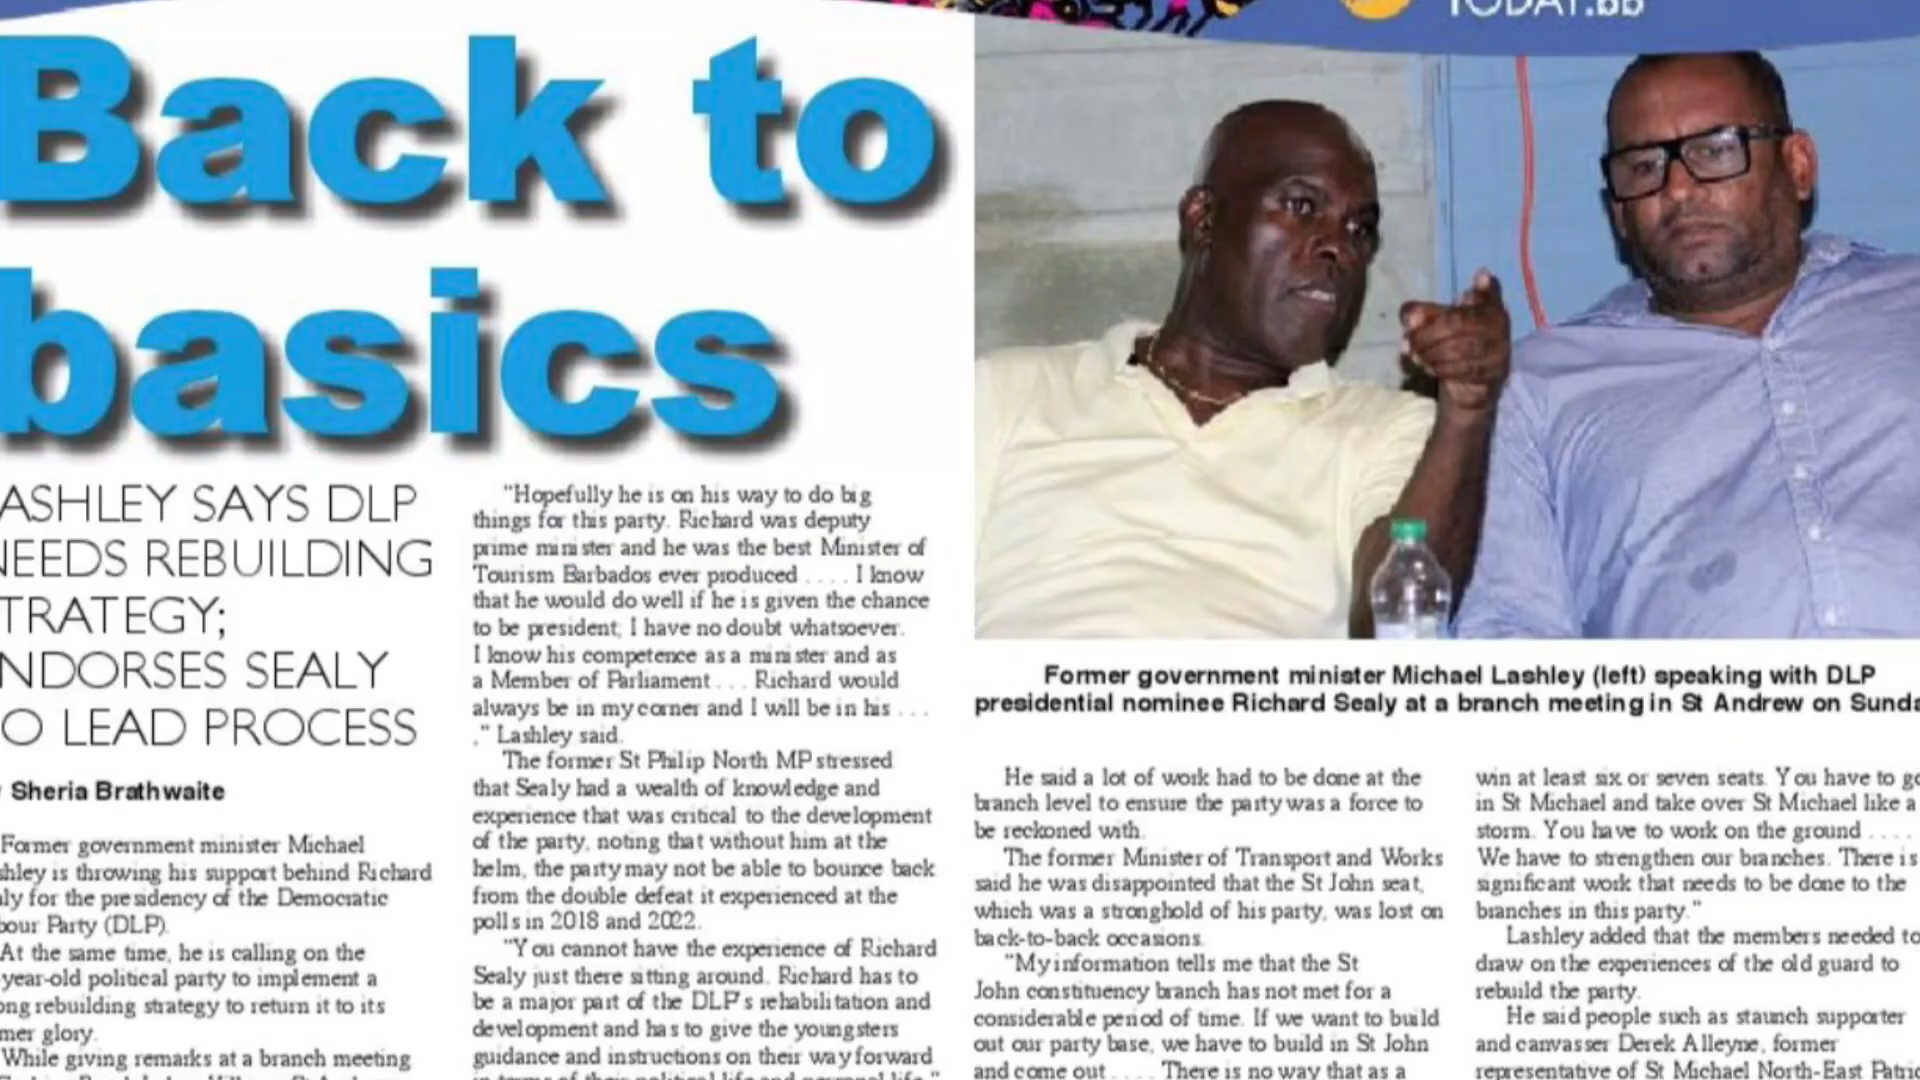 TODAY.bb
Back to
basics
ASHLEY SAYS DLP
NEEDS REBUILDING
TRATEGY;
NDORSES SEALY
O LEAD PROCESS
Sheria Brathwaite
Former government minister Michael
shley is throwing his support behind Richard
ly for the presidency of the Democratic
bour Party (DLP).
At the same time, he is calling on the
-year-old political party to implement a
ong rebuilding strategy to return it to its
mer glory.
While giving remarks at a branch meeting
"Hopefully he is on his way to do big
things for this party. Richard was deputy
prime minister and he was the best Minister of
Tourism Barbados ever produced . . . . I know
that he would do well if he is given the chance
to be president, I have no doubt whatsoever.
I know his competence as a minister and as
a Member of Parliament . . . Richard would
always be in my corner and I will be in his . . .
." Lashley said.
The former St Philip North MP stressed
that Sealy had a wealth of knowledge and
experience that was critical to the development
of the party, noting that without him at the
helm, the party may not be able to bounce back
from the double defeat it experienced at the
polls in 2018 and 2022.
"You cannot have the experience of Richard
Sealy just there sitting around. Richard has to
be a major part of the DLP's rehabilitation and
development and has to give the youngsters
guidance and instructions on their way forward
in terms of their political life and personal life."
Former government minister Michael Lashley (left) speaking with DLP
presidential nominee Richard Sealy at a branch meeting in St Andrew on Sunda
He said a lot of work had to be done at the
branch level to ensure the party was a force to
be reckoned with.
The former Minister of Transport and Works
said he was disappointed that the St John seat,
which was a stronghold of his party, was lost on
back-to-back occasions.
"My information tells me that the St
John constituency branch has not met for a
considerable period of time. If we want to build
out our party base, we have to build in St John
and come out . . . . There is no way that as a
win at least six or seven seats. You have to go
in St Michael and take over St Michael like a
storm. You have to work on the ground . . . .
We have to strengthen our branches. There is
significant work that needs to be done to the
branches in this party."
Lashley added that the members needed to
draw on the experiences of the old guard to
rebuild the party.
He said people such as staunch supporter
and canvasser Derek Alleyne, former
representative of St Michael North-East Patric